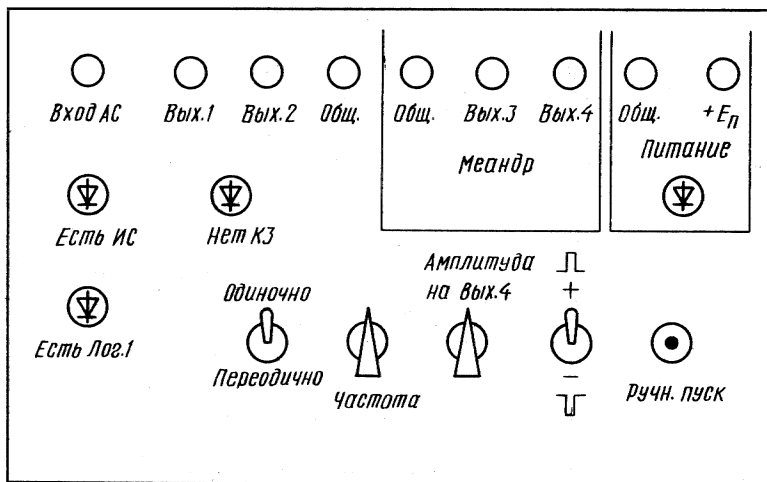 Вход АС
Вых.1
Вых.2
Общ.
Общ.
Вых.3
Вых.4
Общ.
+Eп
Меандр
Питание
Есть ИС
Нет КЗ
Есть Лог.1
Одиночно
Переодично
Частота
Амплитуда
на Вых.4
+
−
Ручн. пуск